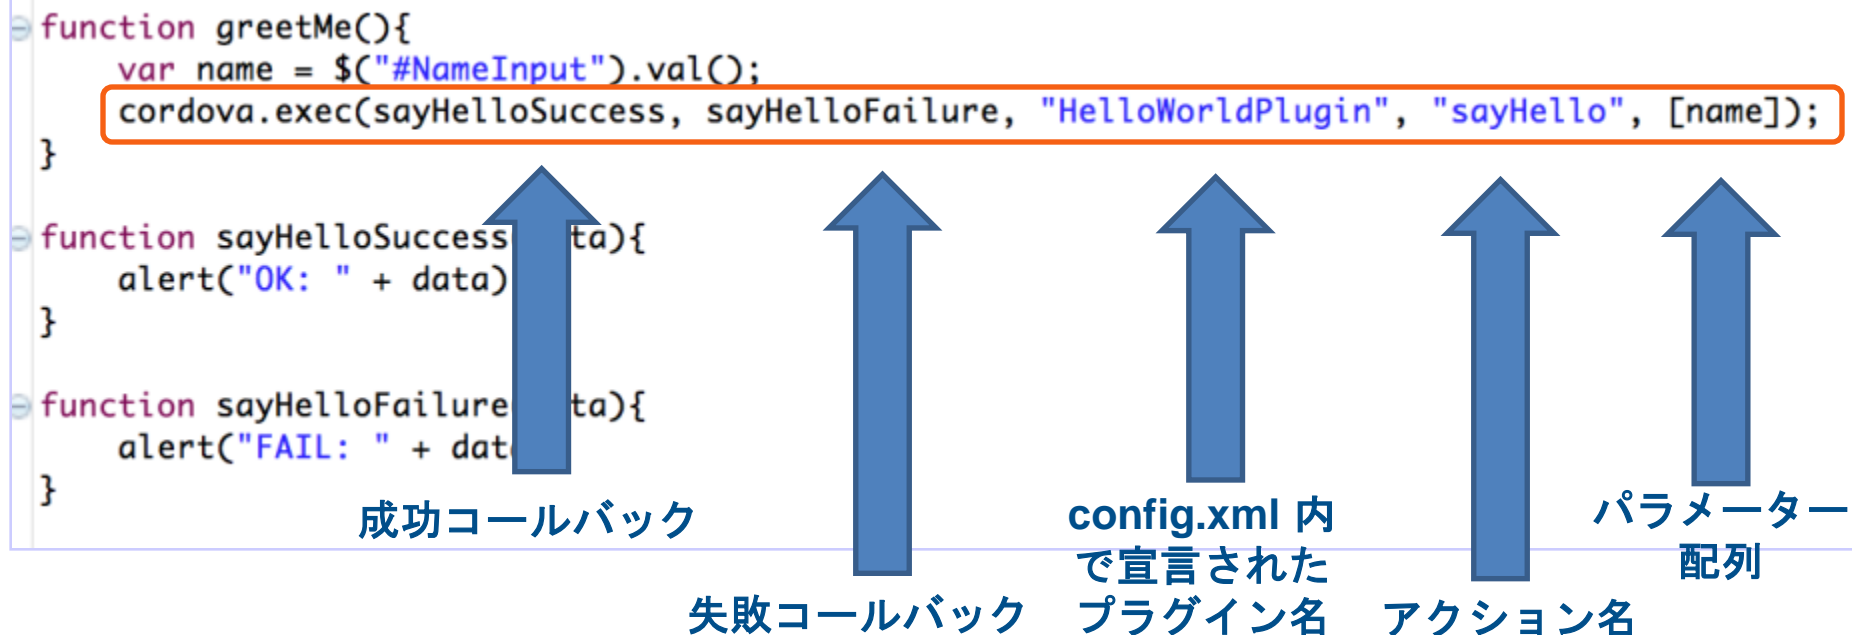 function greetMe(){
var name = $("#NameInput").val();
cordova.exec(sayHelloSuccess, sayHelloFailure, "HelloWorldPlugin", "sayHello", [name]);
}
function sayHelloSuccess ta){
alert("OK: " + data)
}
function sayHelloFailure ta){
alert("FAIL: " + dat
}
成功コールバック
失敗コールバック
config.xml 内
で宣言された
プラグイン名
アクション名
パラメーター
配列